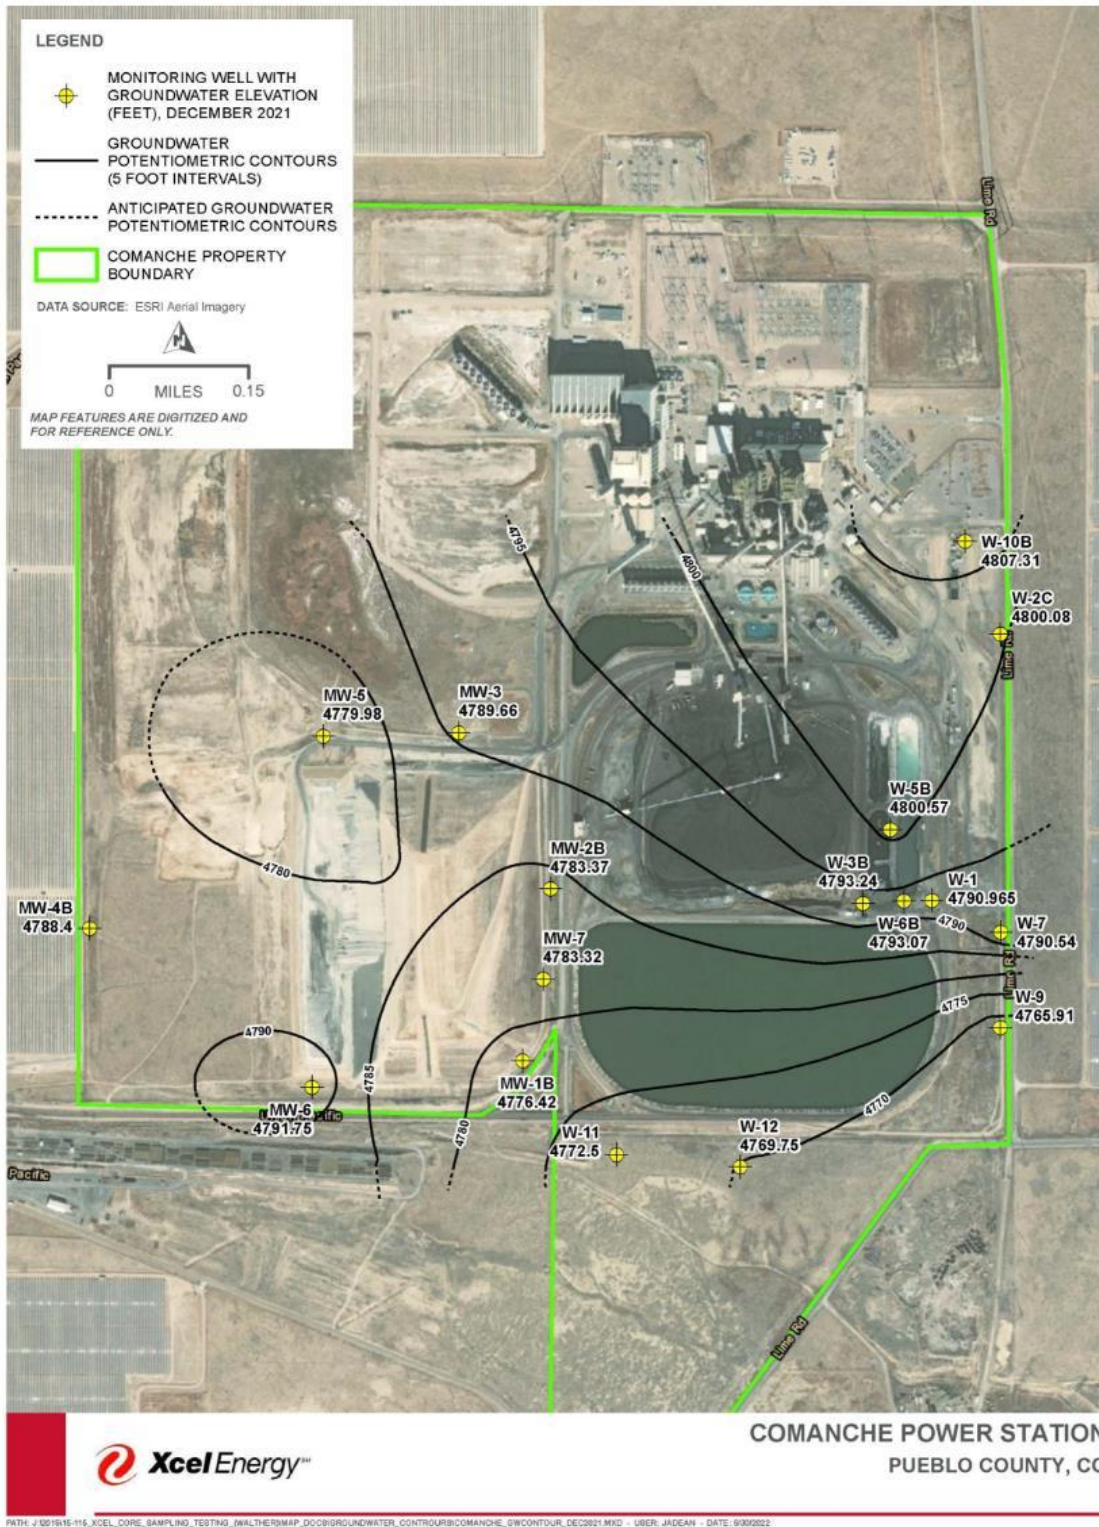 LEGEND
MONITORING WELL WITH
GROUNDWATER ELEVATION
(FEET), DECEMBER 2021
GROUNDWATER
POTENTIOMETRIC CONTOURS
(5 FOOT INTERVALS)
ANTICIPATED GROUNDWATER
POTENTIOMETRIC CONTOURS
COMANCHE PROPERTY
BOUNDARY
DATA SOURCE: ESRI Aerial Imagery
N
0 MILES 0.15
MAP FEATURES ARE DIGITIZED AND
FOR REFERENCE ONLY.
Lime Rd
4795
4800
W-10B
4807.31
W-2C
4800.08
Lime Rd
MW-5
4779.98
MW-3
4789.66
W-5B
4800.57
4780
MW-2B
4783.37
W-3B
4793.24
W-1
4790.965
MW-4B
4788.4
W-6B
4793.07
4790
W-7
4790.54
MW-7
4783.32
Lime Rd
4775
W-9
4765.91
4790
4785
MW-1B
4776.42
4770
MW-6
4791.75
4780
W-11
4772.5
W-12
4769.75
Pacific
Lime Rd
XcelEnergy℠
COMANCHE POWER STATION
PUEBLO COUNTY, CO